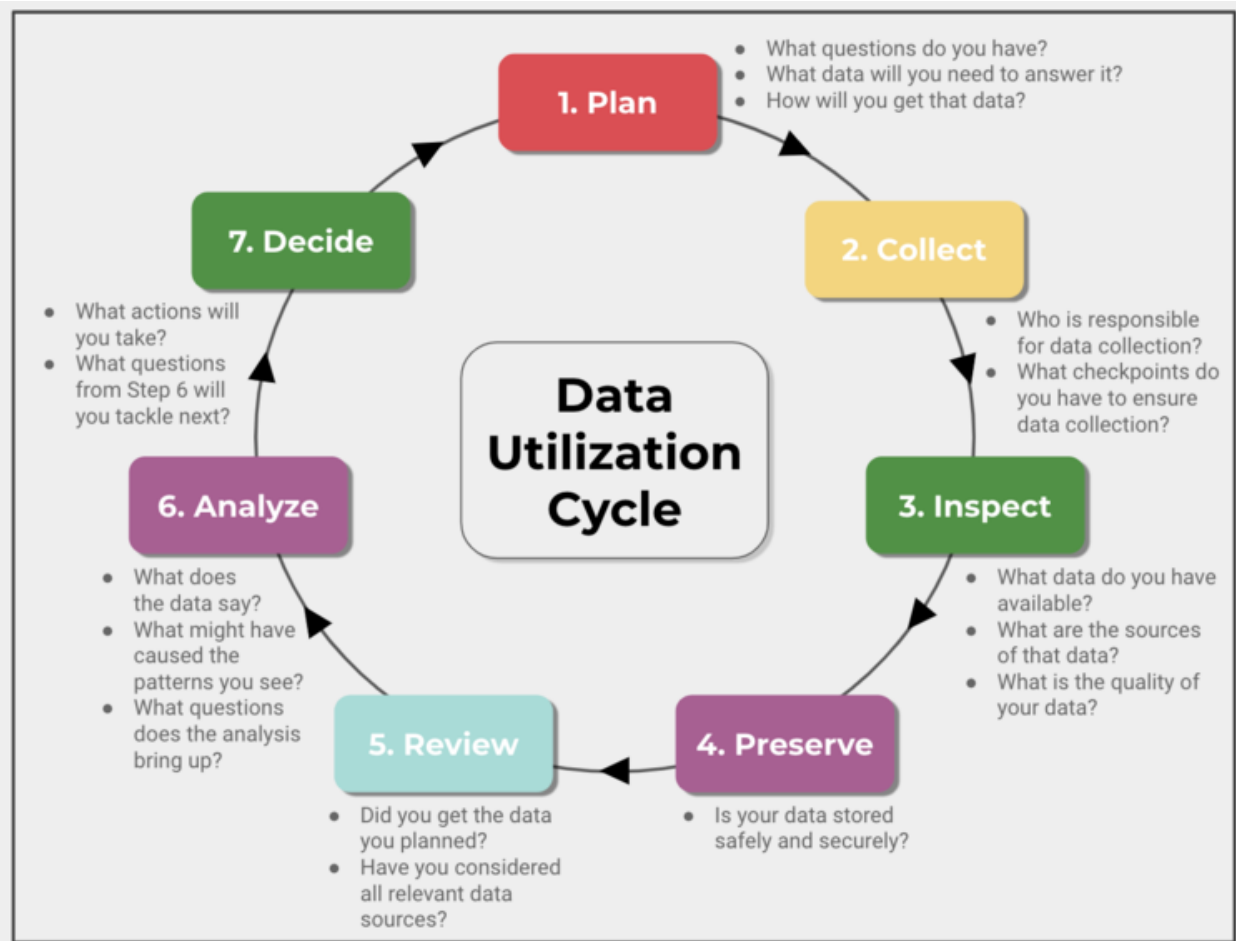 1. Plan
● What questions do you have?
● What data will you need to answer it?
● How will you get that data?
2. Collect
● Who is responsible
for data collection?
● What checkpoints do
you have to ensure
data collection?
3. Inspect
● What data do you have
available?
● What are the sources
of that data?
● What is the quality of
your data?
4. Preserve
● Is your data stored
safely and securely?
5. Review
● Did you get the data
you planned?
● Have you considered
all relevant data
sources?
6. Analyze
● What does
the data say?
● What might have
caused the
patterns you see?
● What questions
does the analysis
bring up?
7. Decide
● What actions will
you take?
● What questions
from Step 6 will
you tackle next?
Data
Utilization
Cycle